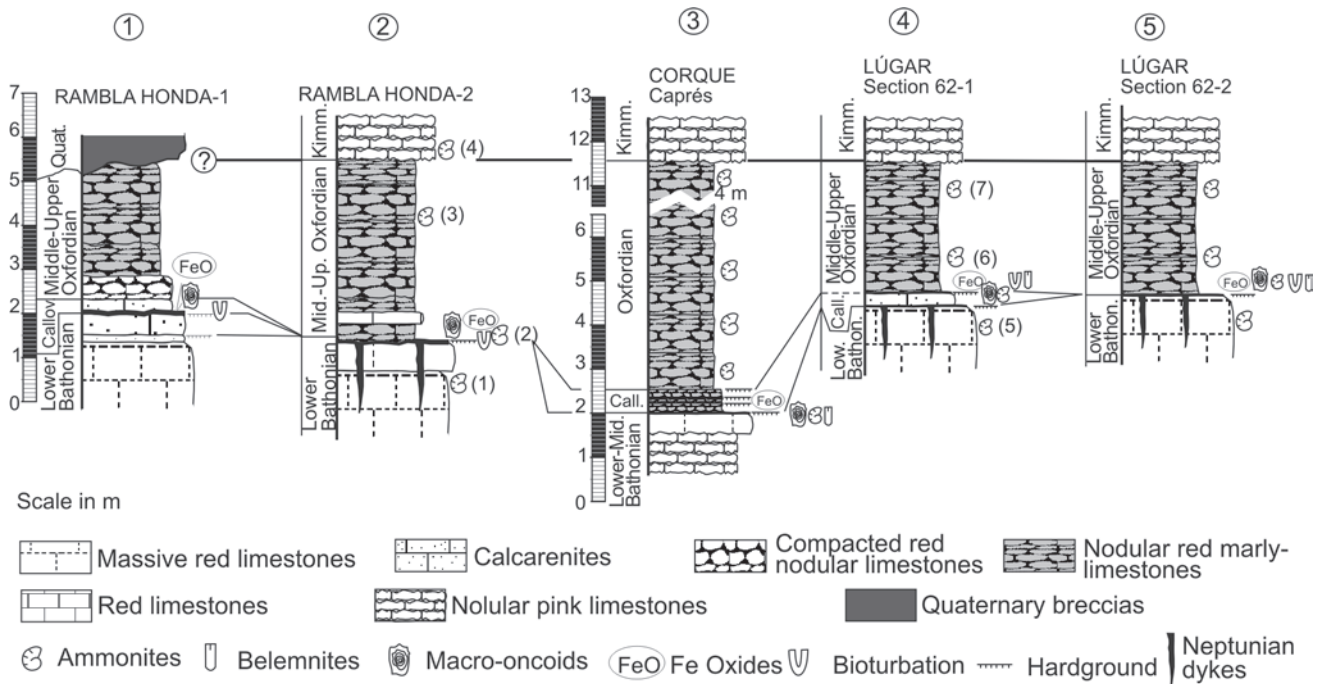 1
2
3
4
5
RAMBLA HONDA-1
RAMBLA HONDA-2
CORQUE
Caprés
LÚGAR
Section 62-1
LÚGAR
Section 62-2
7
6
5
4
3
2
1
0
Quat.
Middle-Upper
Oxfordian
Callov.
Lower
Bathonian
?
FeO
Kimm.
Mid.-Up. Oxfordian
Lower
Bathonian
(4)
(3)
FeO
(2)
(1)
13
12
11
6
5
4
3
2
1
0
Kimm.
Oxfordian
Call.
Lower-Mid.
Bathonian
4 m
FeO
Kimm.
Middle-Upper
Oxfordian
Call.
Low.
Bathon.
(7)
(6)
FeO
(5)
Kimm.
Middle-Upper
Oxfordian
Lower
Bathon.
FeO
Scale in m
Massive red limestones
Calcarenites
Compacted red
nodular limestones
Nodular red marly-
limestones
Red limestones
Nolular pink limestones
Quaternary breccias
Ammonites
Belemnites
Macro-oncoids
FeO Fe Oxides
Bioturbation
Hardground
Neptunian
dykes